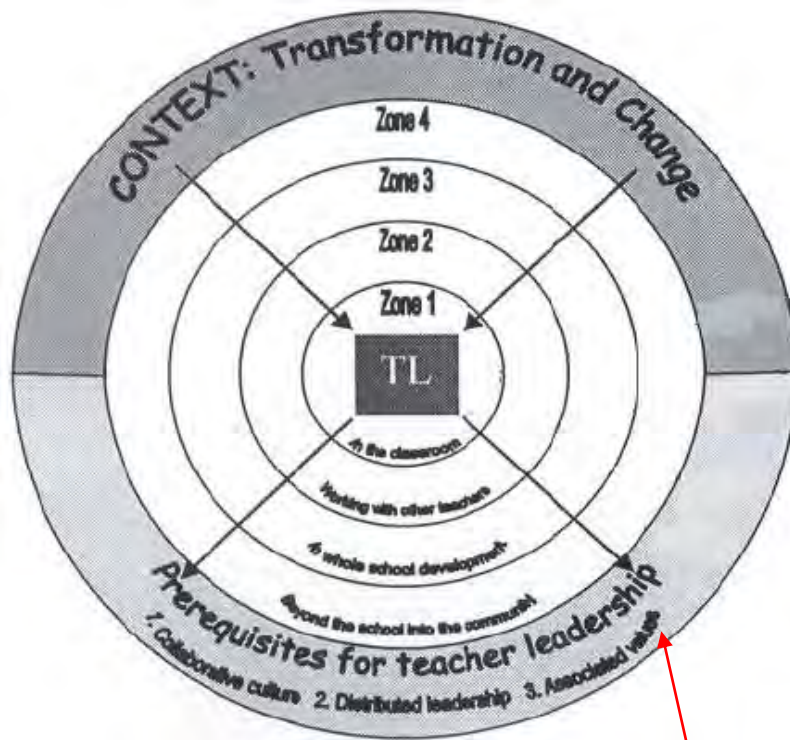 CONTEXT: Transformation and Change
Zone 4
Zone 3
Zone 2
Zone 1
TL
In the classroom
Working with other teachers
In whole school development
Beyond the school into the community
Prerequisites for teacher leadership
1. Collaborative culture 2. Distributed leadership 3. Associated values